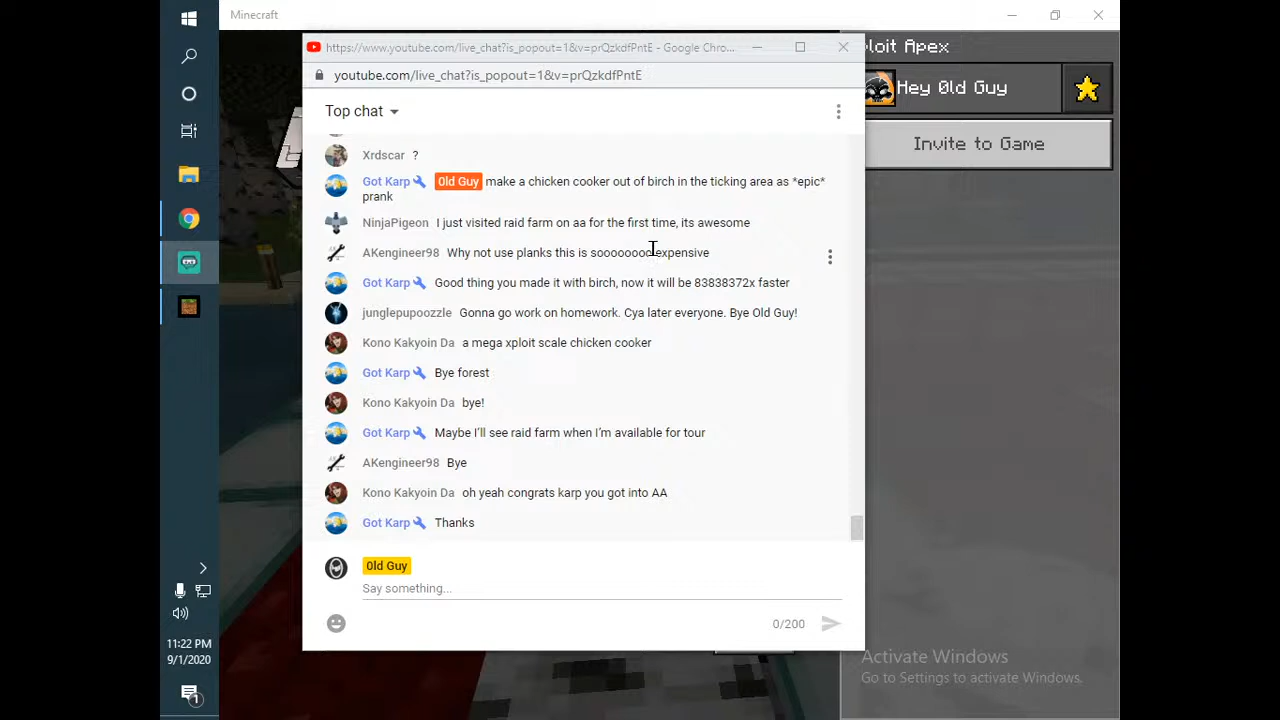 Minecraft
https://www.youtube.com/live_chat?is_popout=1&v=prQzkdfPntE - Google Chro...
youtube.com/live_chat?is_popout=1&v=prQzkdfPntE
Top chat
Xrdscar ?
Got Karp 0ld Guy make a chicken cooker out of birch in the ticking area as *epic*
prank
NinjaPigeon I just visited raid farm on aa for the first time, its awesome
AKengineer98 Why not use planks this is soooooooo expensive
Got Karp Good thing you made it with birch, now it will be 83838372x faster
junglepupoozzle Gonna go work on homework. Cya later everyone. Bye Old Guy!
Kono Kakyoin Da a mega xploit scale chicken cooker
Got Karp Bye forest
Kono Kakyoin Da bye!
Got Karp Maybe I'll see raid farm when I'm available for tour
AKengineer98 Bye
Kono Kakyoin Da oh yeah congrats karp you got into AA
Got Karp Thanks
0ld Guy
Say something...
0/200
loit Apex
Hey 0ld Guy
Invite to Game
Activate Windows
Go to Settings to activate Windows.
11:22 PM
9/1/2020
1